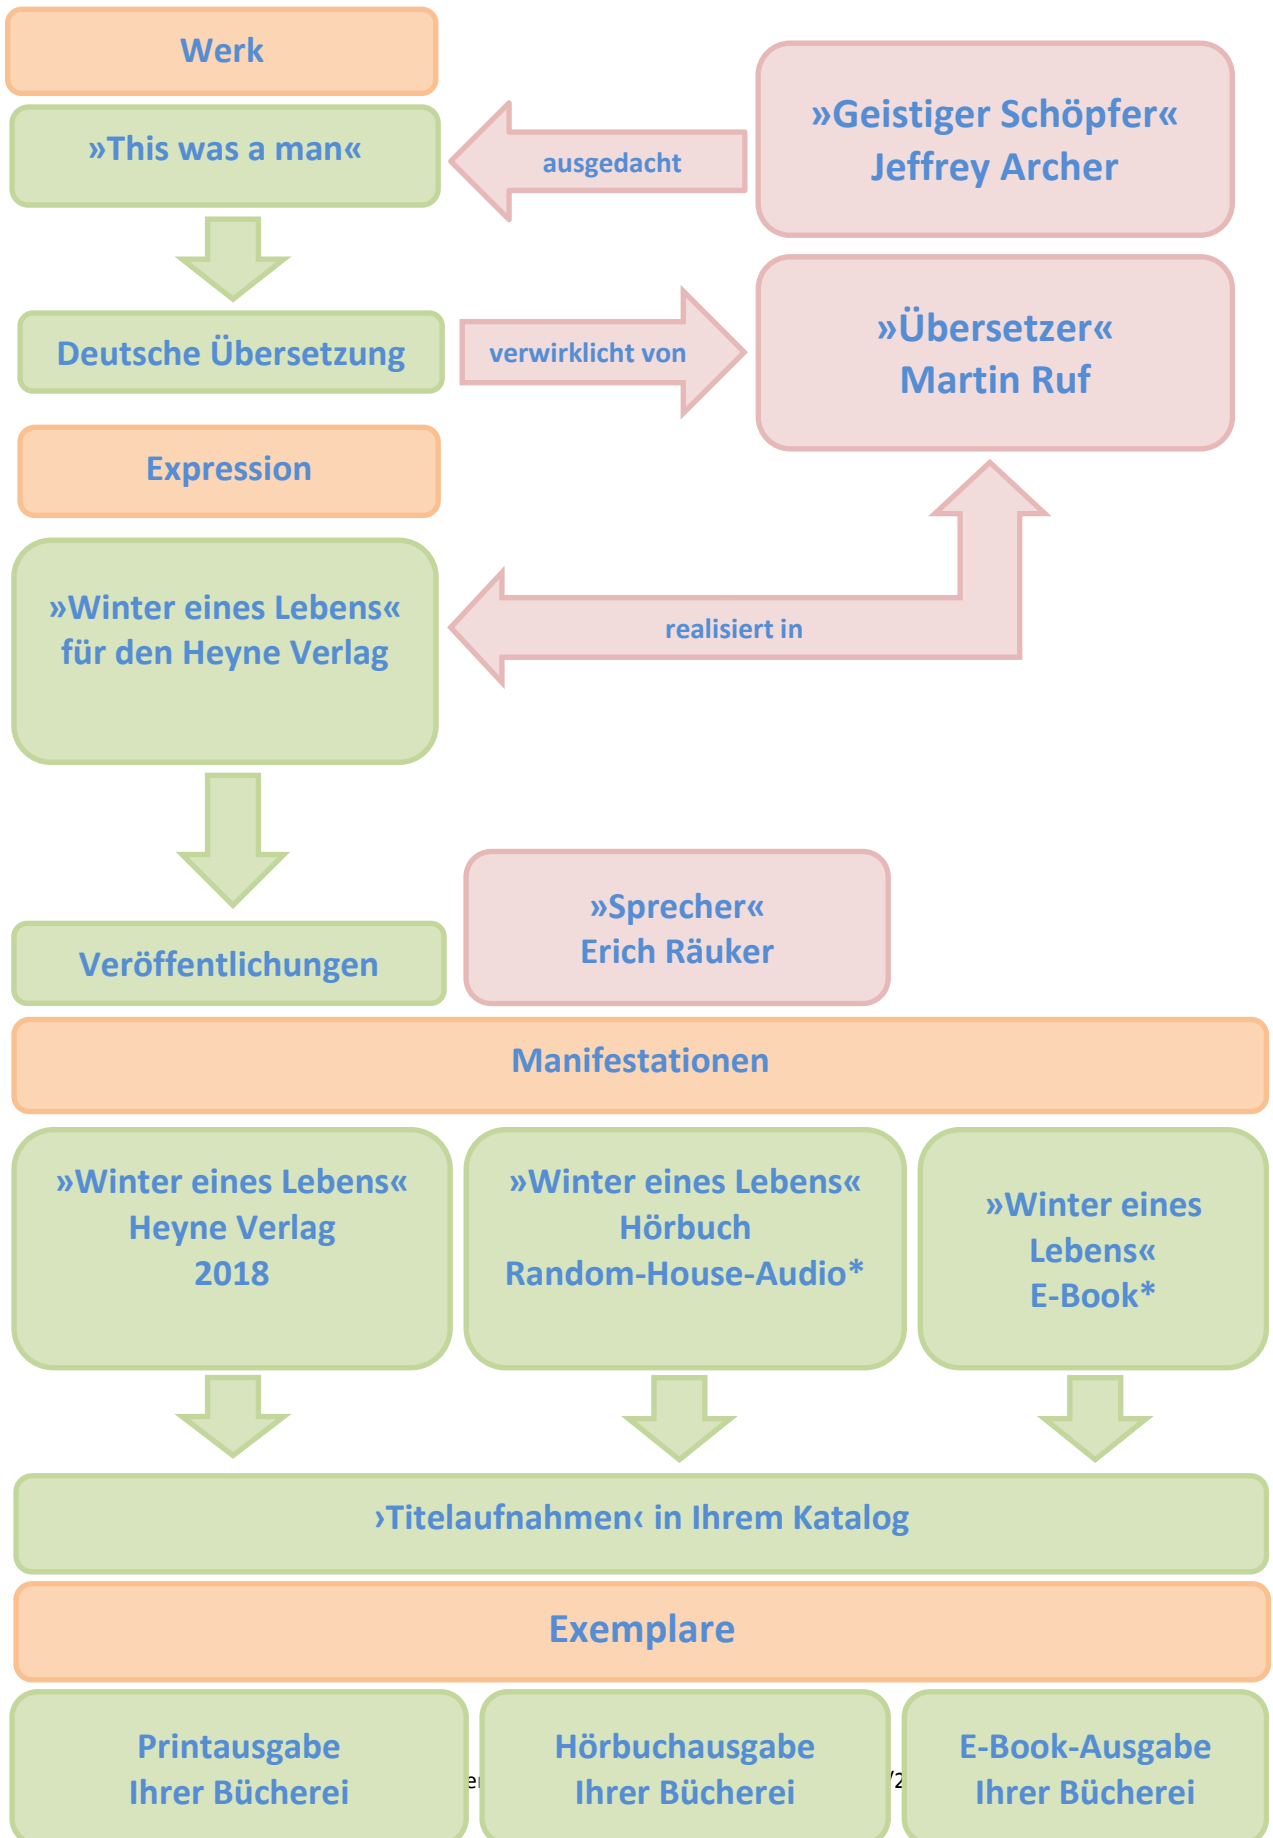 Werk
»Geistiger Schöpfer«
Jeffrey Archer
»This was a man«
ausgedacht
»Übersetzer«
Martin Ruf
Deutsche Übersetzung
verwirklicht von
Expression
»Winter eines Lebens«
für den Heyne Verlag
realisiert in
»Sprecher«
Erich Räuker
Veröffentlichungen
Manifestationen
»Winter eines Lebens«
Heyne Verlag
2018
»Winter eines Lebens«
Hörbuch
Random-House-Audio*
»Winter eines
Lebens«
E-Book*
›Titelaufnahmen‹ in Ihrem Katalog
Exemplare
Printausgabe
Ihrer Bücherei
Hörbuchausgabe
Ihrer Bücherei
E-Book-Ausgabe
Ihrer Bücherei